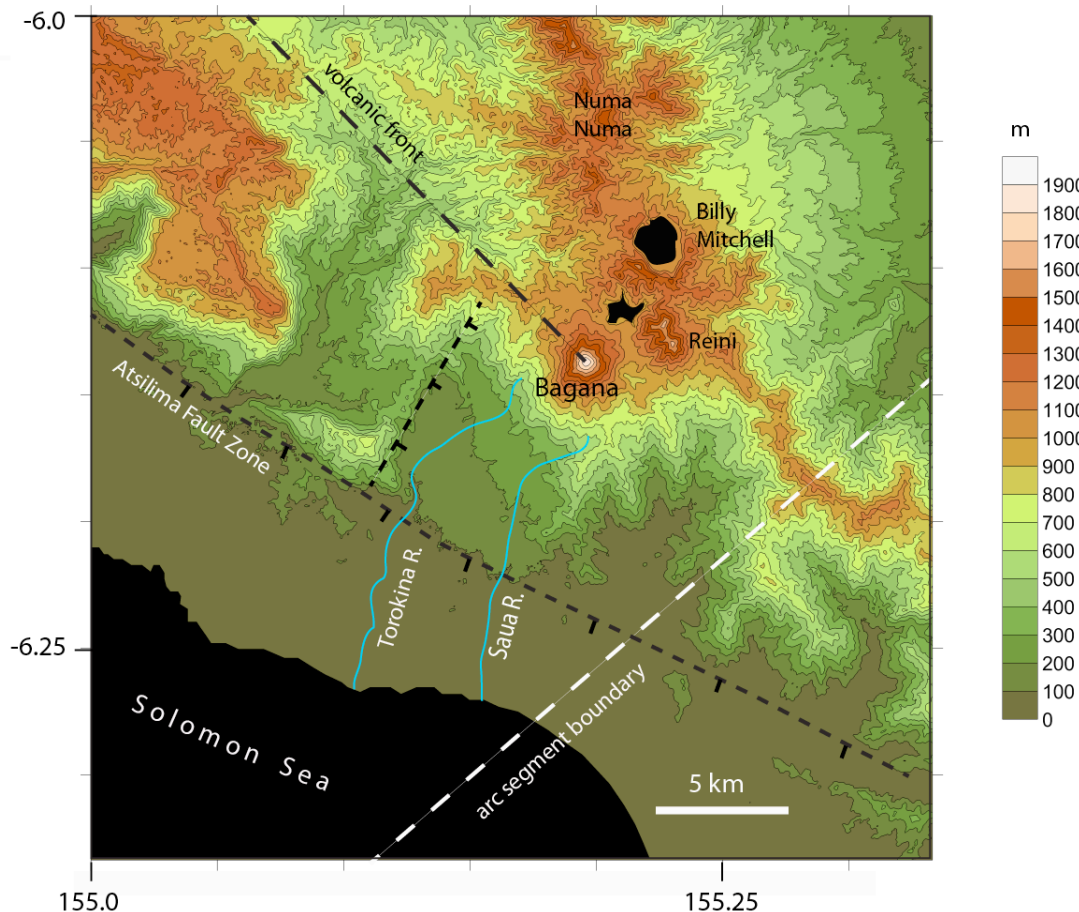 -6.0
volcanic front
Numa
Numa
m
Billy
Mitchell
Reini
Bagana
Atsilima Fault Zone
Torokina R.
Saua R.
-6.25
Solomon Sea
arc segment boundary
5 km
155.0
155.25
1900
1800
1700
1600
1500
1400
1300
1200
1100
1000
900
800
700
600
500
400
300
200
100
0